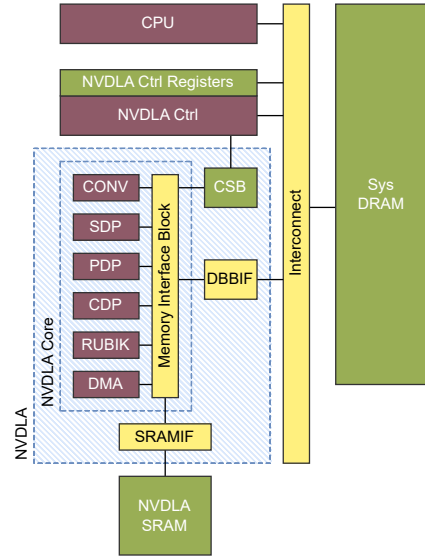 CPU
NVDLA Ctrl Registers
NVDLA Ctrl
CONV
CSB
SDP
PDP
DBBIF
CDP
RUBIK
DMA
Memory Interface Block
NVDLA Core
NVDLA
SRAMIF
NVDLA
SRAM
Interconnect
Sys
DRAM